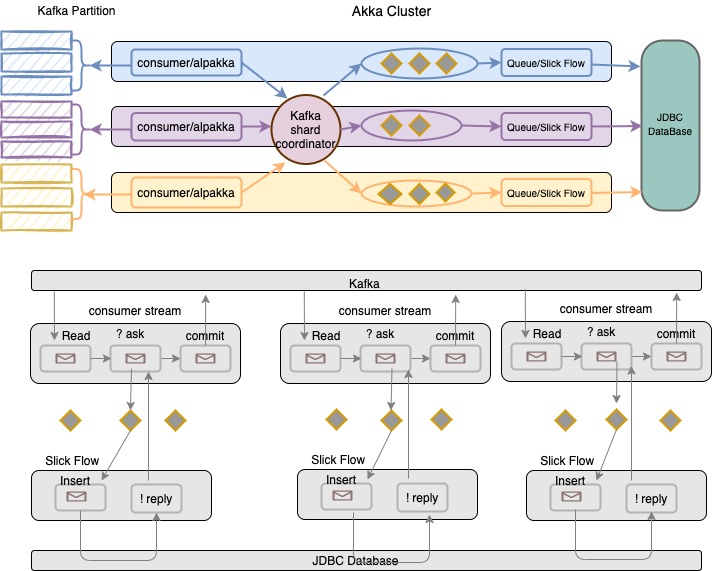 Kafka Partition
Akka Cluster
consumer/alpakka
Queue/Slick Flow
consumer/alpakka
Kafka
shard
coordinator
Queue/Slick Flow
JDBC
DataBase
consumer/alpakka
Queue/Slick Flow
Kafka
consumer stream
consumer stream
consumer stream
Read
? ask
commit
Read
? ask
commit
Read
? ask
commit
Slick Flow
Slick Flow
Slick Flow
Insert
! reply
Insert
! reply
Insert
! reply
JDBC Database